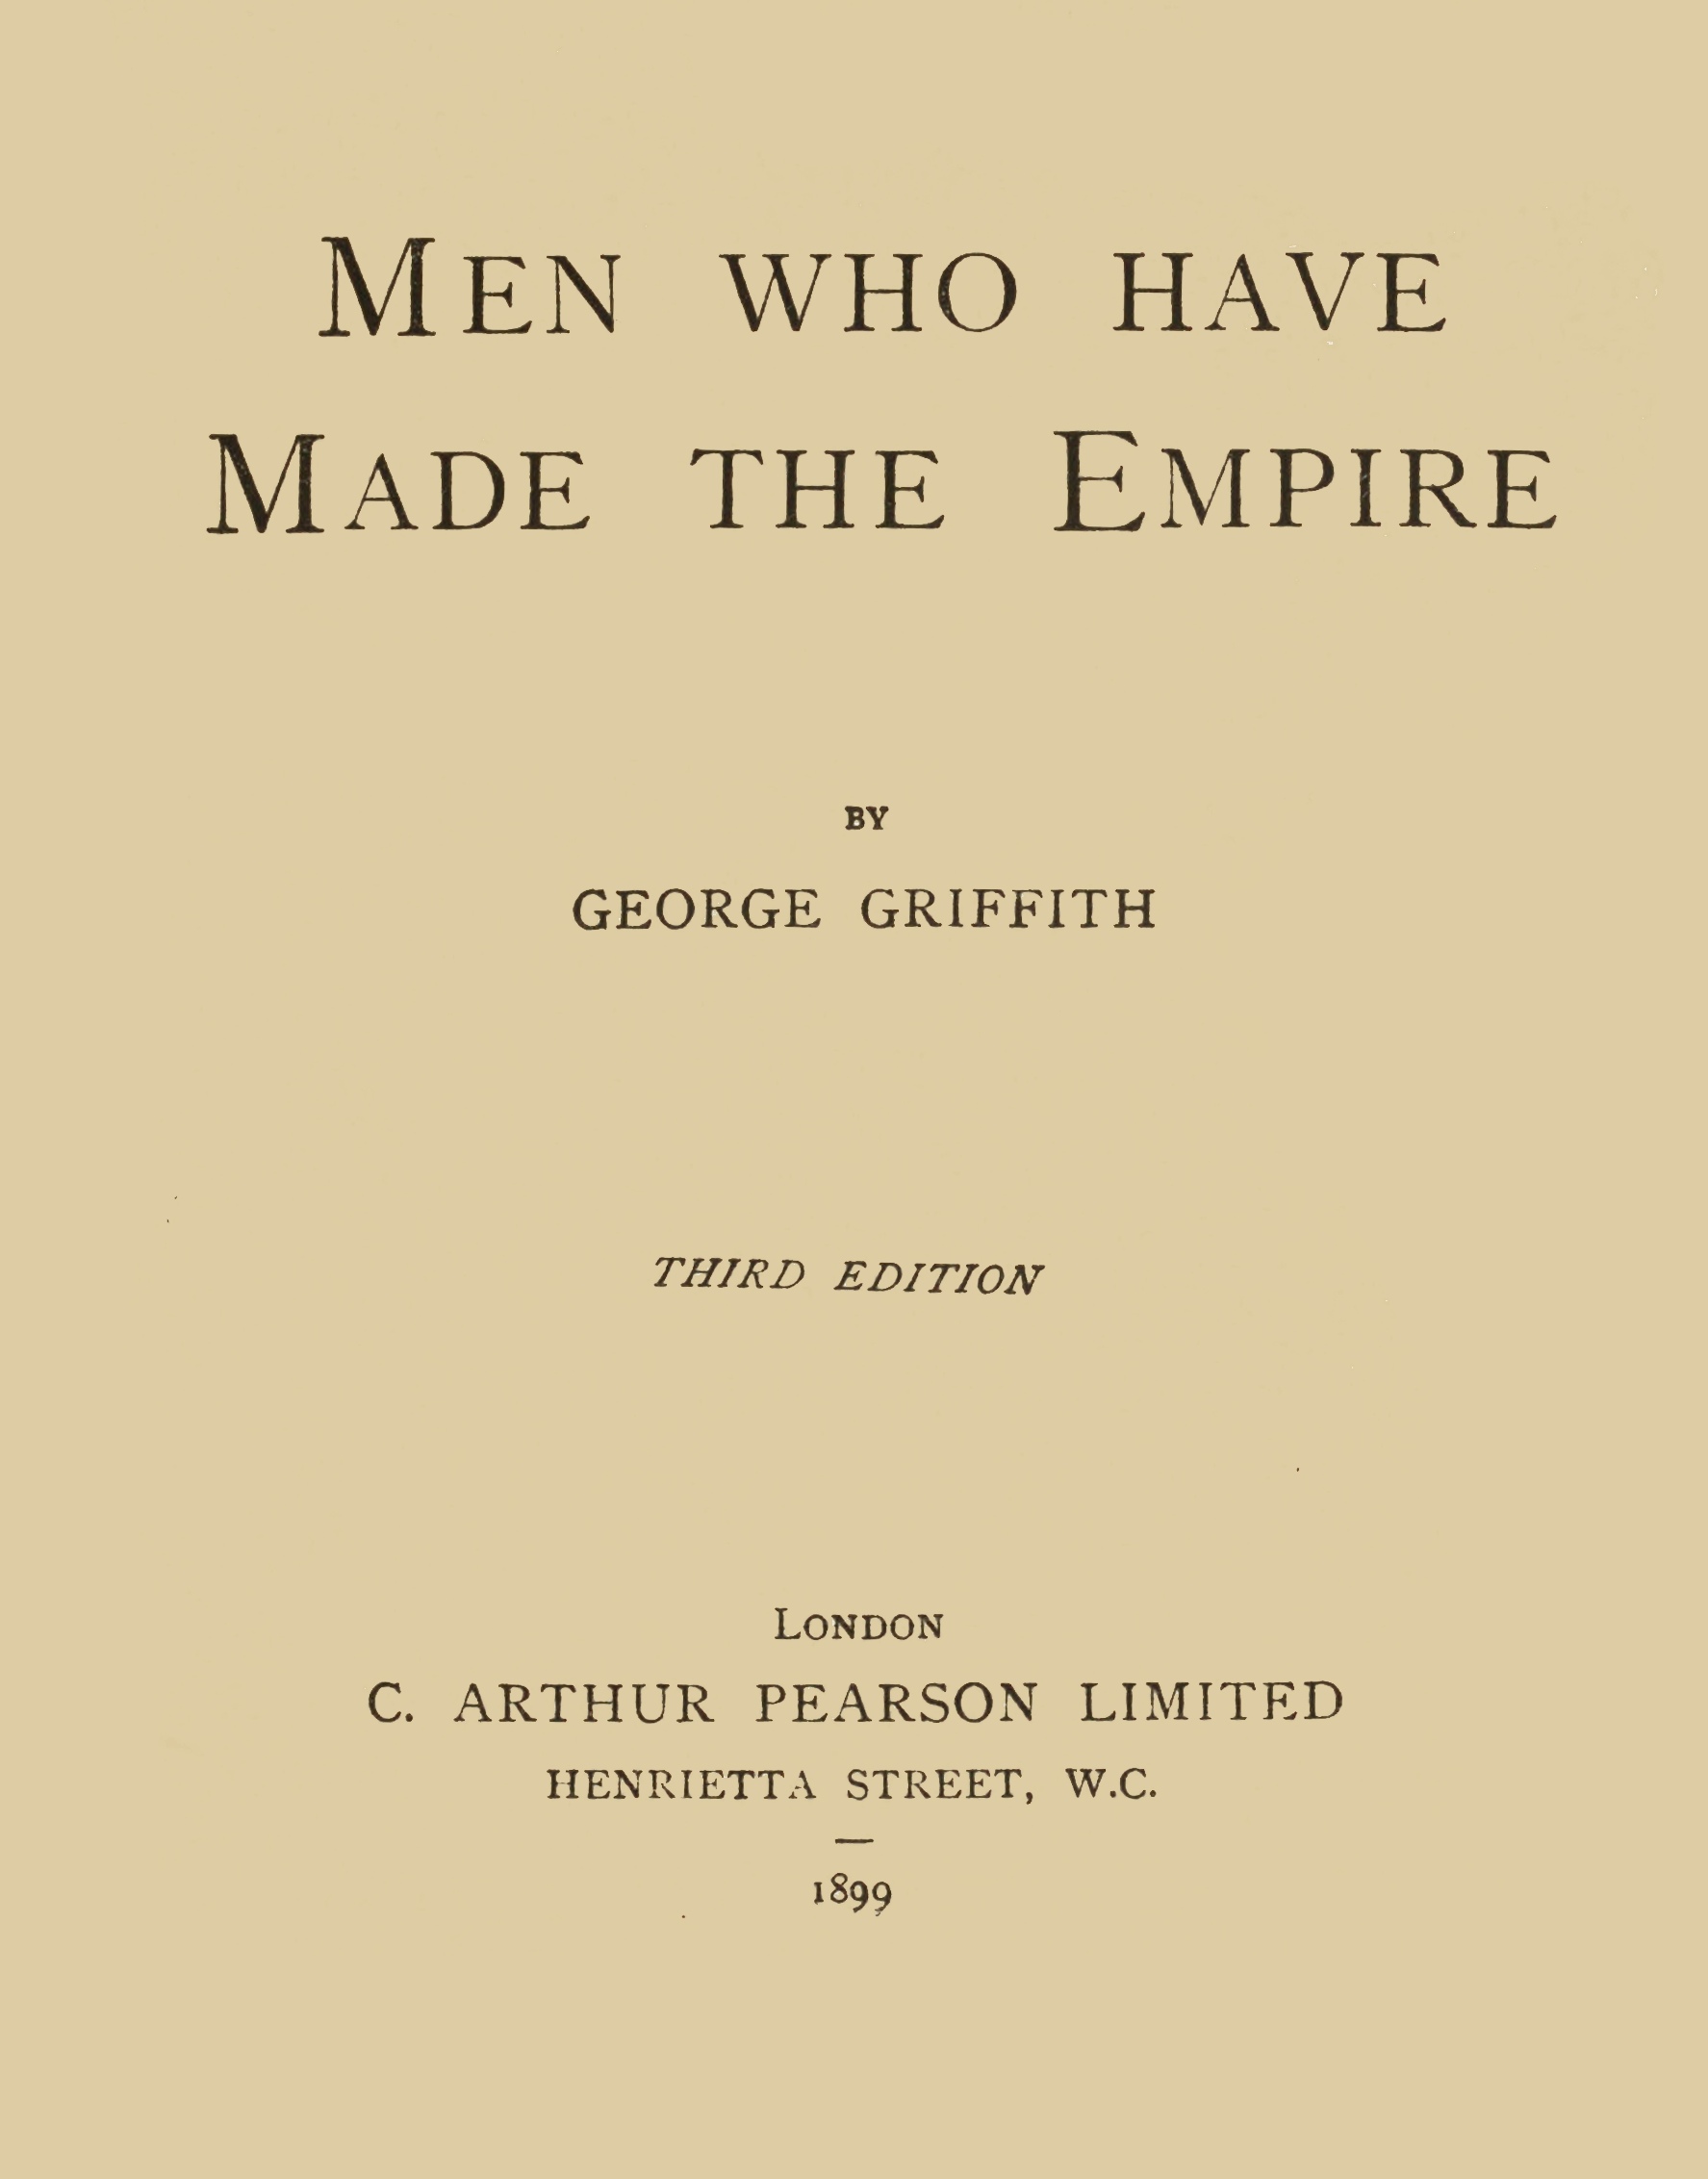 MEN WHO HAVE
MADE THE EMPIRE
BY
GEORGE GRIFFITH
THIRD EDITION
LONDON
C. ARTHUR PEARSON LIMITED
HENRIETTA STREET, W.C.
1899